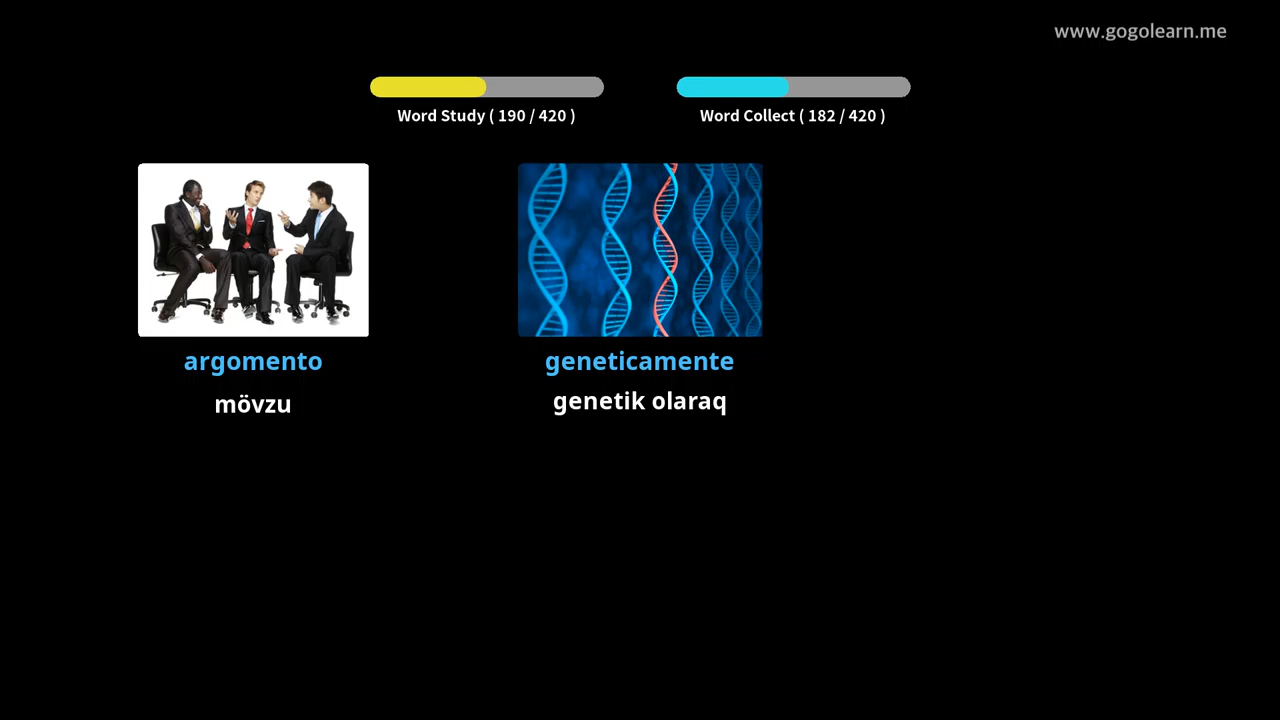 www.gogolearn.me
Word Study ( 190 / 420 )
Word Collect ( 182 / 420 )
argomento
mövzu
geneticamente
genetik olaraq